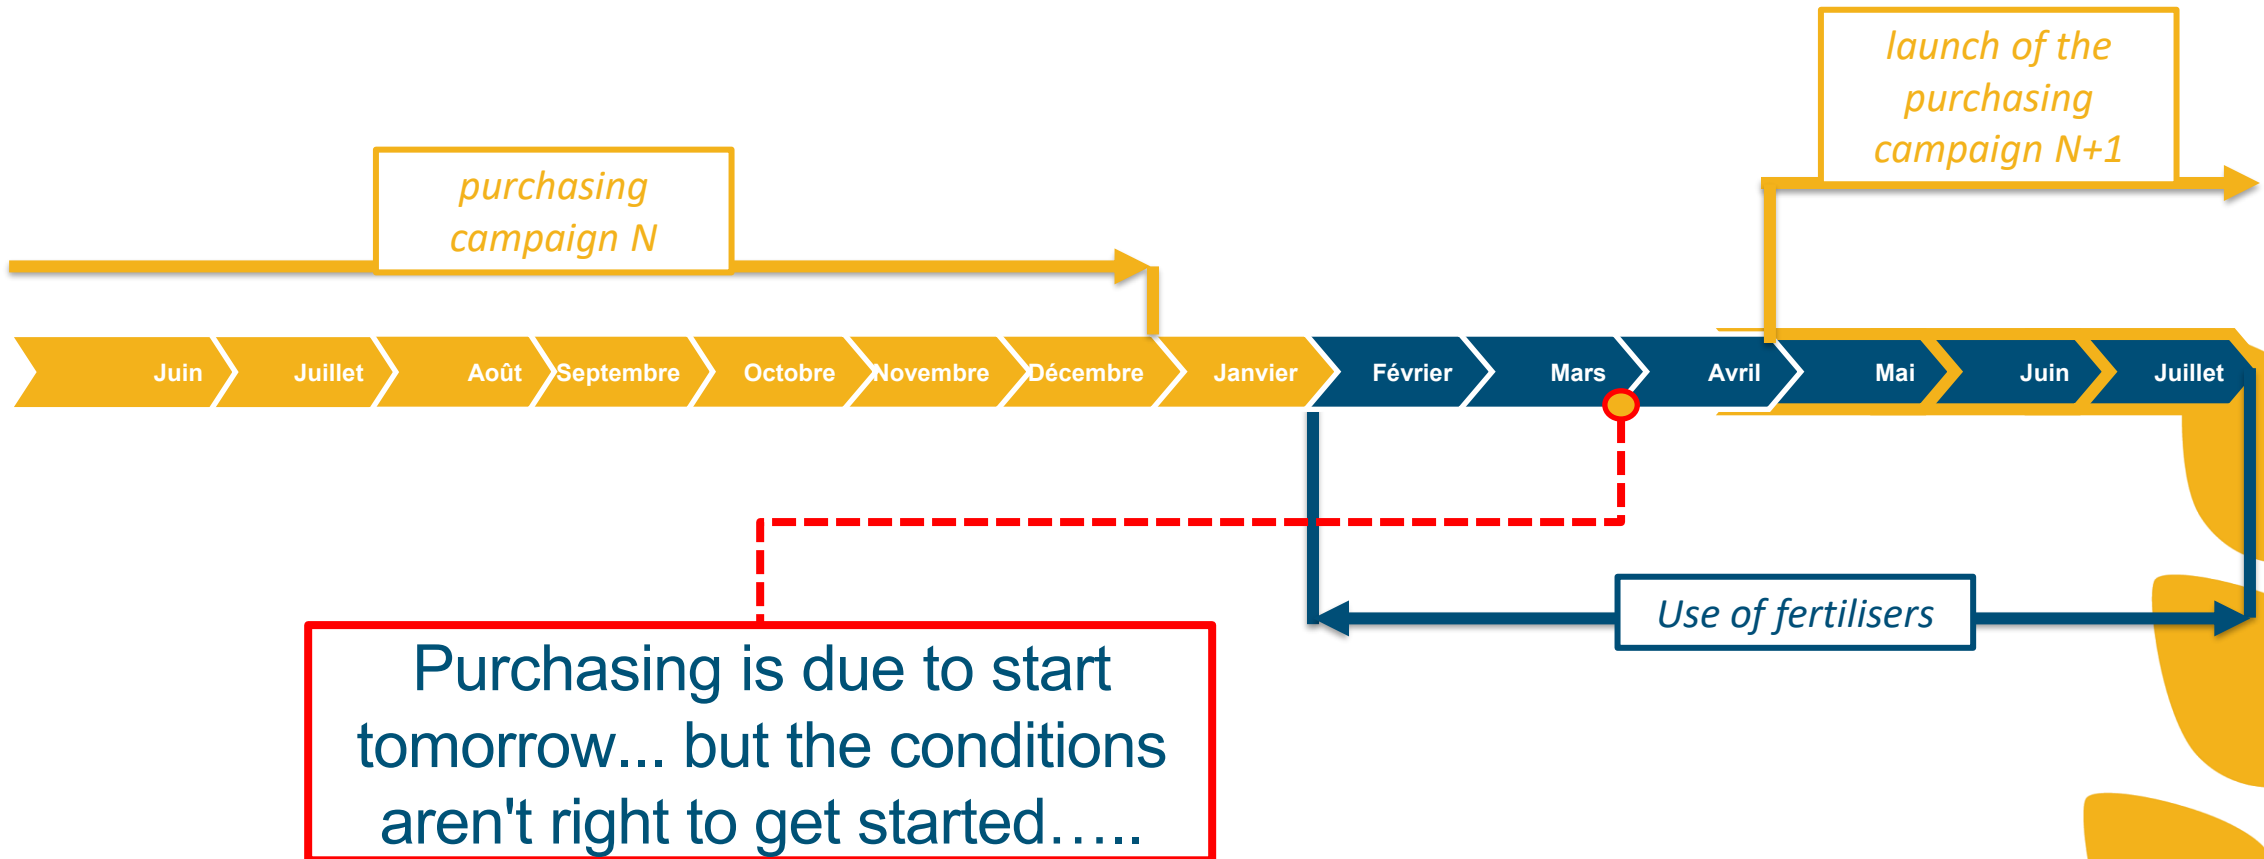 launch of the
purchasing
campaign N+1
purchasing
campaign N
Juin Juillet Août Septembre Octobre Novembre Décembre Janvier Février Mars Avril Mai Juin Juillet
Use of fertilisers
Purchasing is due to start
tomorrow... but the conditions
aren't right to get started…..